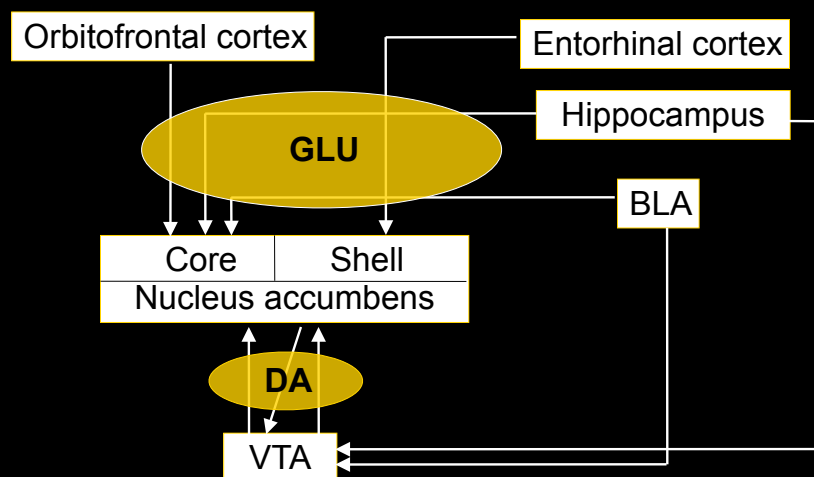 Orbitofrontal cortex
Entorhinal cortex
Hippocampus
GLU
BLA
Core
Shell
Nucleus accumbens
DA
VTA